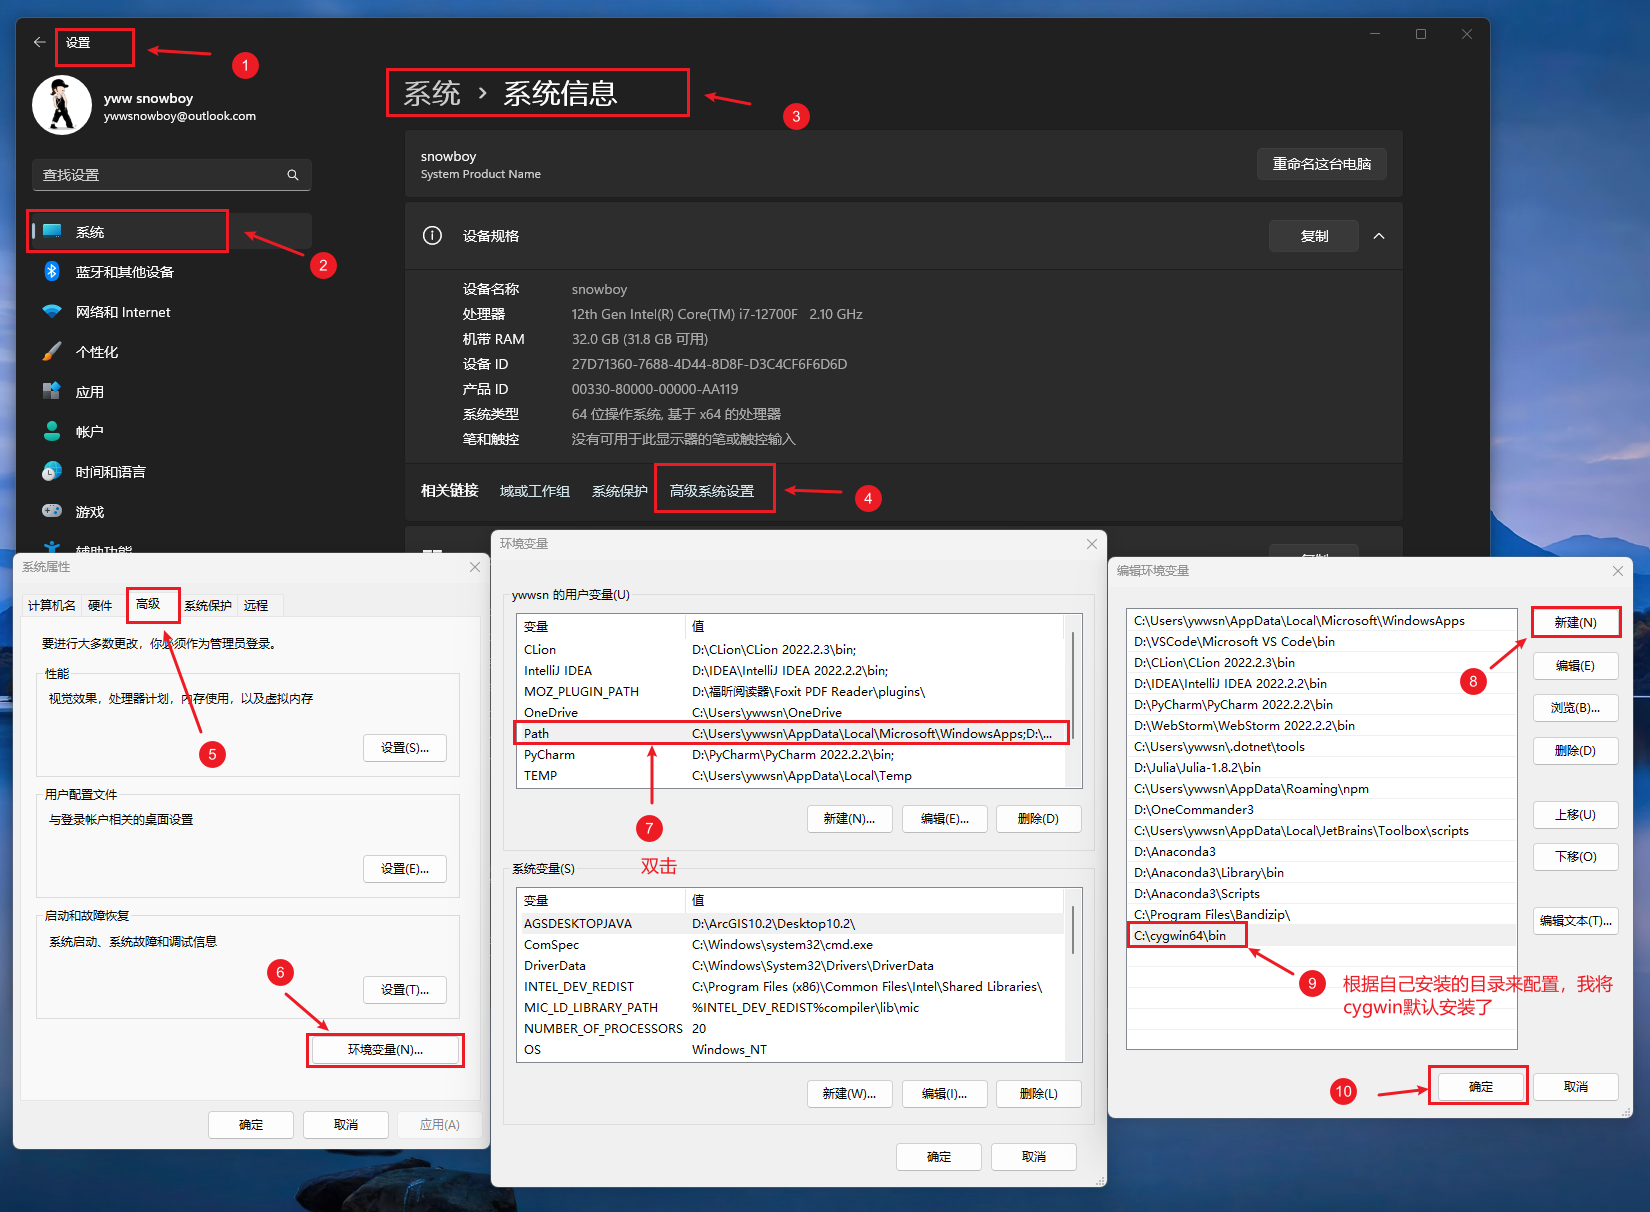 设置
1
yww snowboy
ywwsnowboy@outlook.com
查找设置
系统
2
蓝牙和其他设备
网络和 Internet
个性化
应用
帐户
时间和语言
游戏
辅助功能
系统 › 系统信息
3
snowboy
System Product Name
重命名这台电脑
设备规格
复制
设备名称 snowboy
处理器 12th Gen Intel(R) Core(TM) i7-12700F 2.10 GHz
机带 RAM 32.0 GB (31.8 GB 可用)
设备 ID 27D71360-7688-4D44-8D8F-D3C4CF6F6D6D
产品 ID 00330-80000-00000-AA119
系统类型 64 位操作系统, 基于 x64 的处理器
笔和触控 没有可用于此显示器的笔或触控输入
相关链接 域或工作组 系统保护 高级系统设置
4
复制
系统属性
计算机名 硬件 高级 系统保护 远程
要进行大多数更改，你必须作为管理员登录。
性能
视觉效果，处理器计划，内存使用，以及虚拟内存
5
设置(S)...
用户配置文件
与登录帐户相关的桌面设置
设置(E)...
启动和故障恢复
系统启动、系统故障和调试信息
6
设置(T)...
环境变量(N)...
确定 取消 应用(A)
环境变量
ywwsn 的用户变量(U)
变量 值
CLion D:\CLion\CLion 2022.2.3\bin;
IntelliJ IDEA D:\IDEA\IntelliJ IDEA 2022.2.2\bin;
MOZ_PLUGIN_PATH D:\福昕阅读器\Foxit PDF Reader\plugins\
OneDrive C:\Users\ywwsn\OneDrive
Path C:\Users\ywwsn\AppData\Local\Microsoft\WindowsApps;D:\...
PyCharm D:\PyCharm\PyCharm 2022.2.2\bin;
TEMP C:\Users\ywwsn\AppData\Local\Temp
7
双击
新建(N)... 编辑(E)... 删除(D)
系统变量(S)
变量 值
AGSDESKTOPJAVA D:\ArcGIS10.2\Desktop10.2\
ComSpec C:\Windows\system32\cmd.exe
DriverData C:\Windows\System32\Drivers\DriverData
INTEL_DEV_REDIST C:\Program Files (x86)\Common Files\Intel\Shared Libraries\
MIC_LD_LIBRARY_PATH %INTEL_DEV_REDIST%compiler\lib\mic
NUMBER_OF_PROCESSORS 20
OS Windows_NT
新建(W)... 编辑(I)... 删除(L)
确定 取消
编辑环境变量
C:\Users\ywwsn\AppData\Local\Microsoft\WindowsApps
D:\VSCode\Microsoft VS Code\bin
D:\CLion\CLion 2022.2.3\bin
D:\IDEA\IntelliJ IDEA 2022.2.2\bin
D:\PyCharm\PyCharm 2022.2.2\bin
D:\WebStorm\WebStorm 2022.2.2\bin
C:\Users\ywwsn\.dotnet\tools
D:\Julia\Julia-1.8.2\bin
C:\Users\ywwsn\AppData\Roaming\npm
D:\OneCommander3
C:\Users\ywwsn\AppData\Local\JetBrains\Toolbox\scripts
D:\Anaconda3
D:\Anaconda3\Library\bin
D:\Anaconda3\Scripts
C:\Program Files\Bandizip\
C:\cygwin64\bin
新建(N)
8
编辑(E)
浏览(B)...
删除(D)
上移(U)
下移(O)
编辑文本(T)...
9
根据自己安装的目录来配置，我将
cygwin默认安装了
10
确定 取消